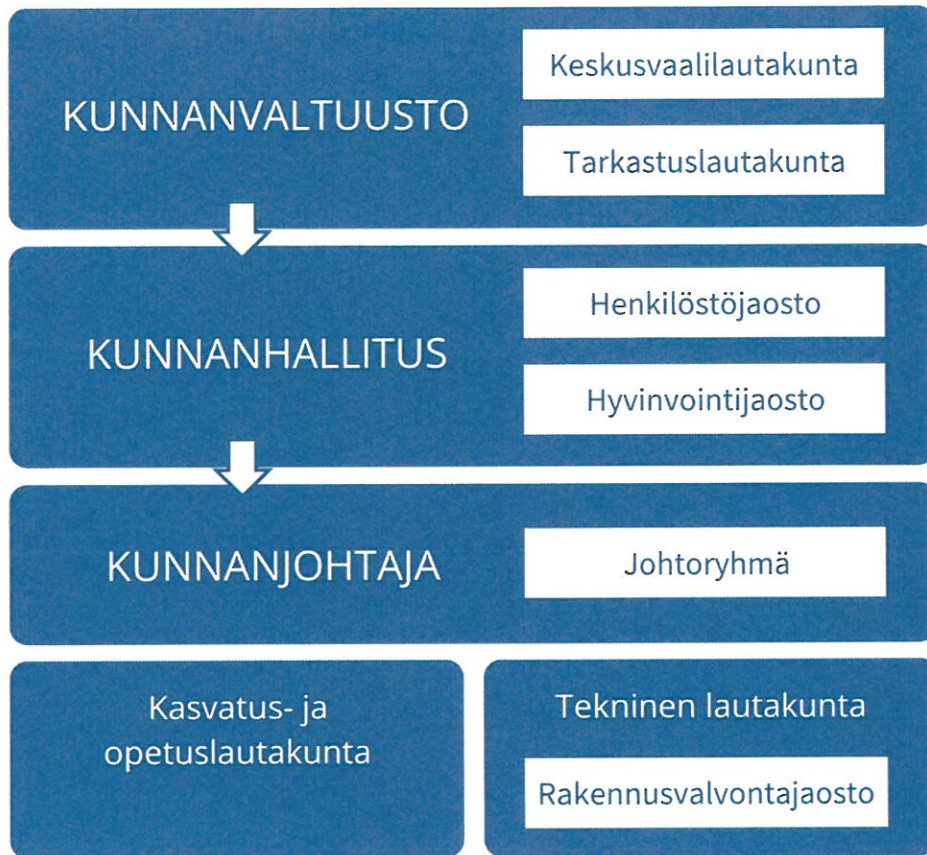 KUNNANVALTUUSTO
Keskusvaalilautakunta
Tarkastuslautakunta
KUNNANHALLITUS
Henkilöstöjaosto
Hyvinvointijaosto
KUNNANJOHTAJA
Johtoryhmä
Kasvatus- ja
opetuslautakunta
Tekninen lautakunta
Rakennusvalvontajaosto